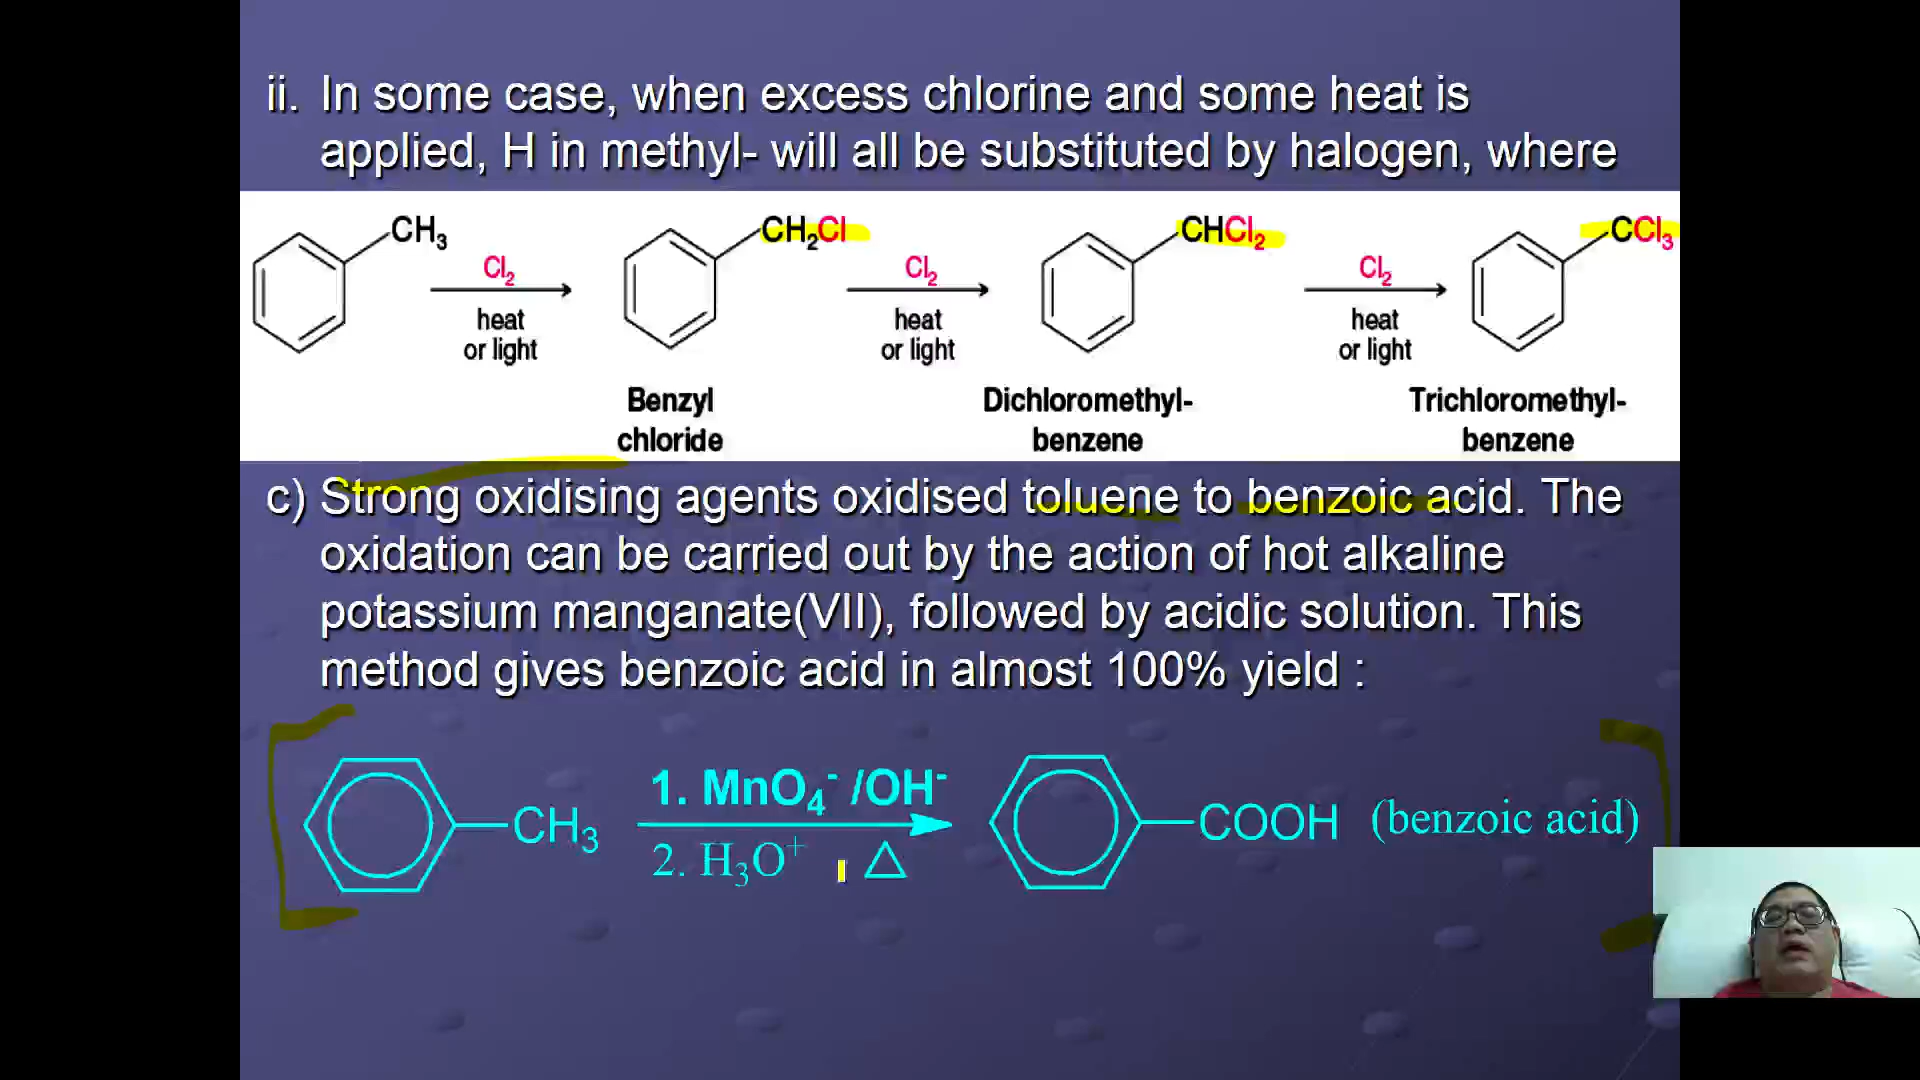 ii. In some case, when excess chlorine and some heat is
applied, H in methyl- will all be substituted by halogen, where
CH₃
Cl₂
heat
or light
CH₂Cl
Benzyl
chloride
Cl₂
heat
or light
CHCl₂
Dichloromethyl-
benzene
Cl₂
heat
or light
CCl₃
Trichloromethyl-
benzene
c) Strong oxidising agents oxidised toluene to benzoic acid. The
oxidation can be carried out by the action of hot alkaline
potassium manganate(VII), followed by acidic solution. This
method gives benzoic acid in almost 100% yield :
CH₃
1. MnO₄⁻ /OH⁻
2. H₃O⁺ , △
COOH (benzoic acid)